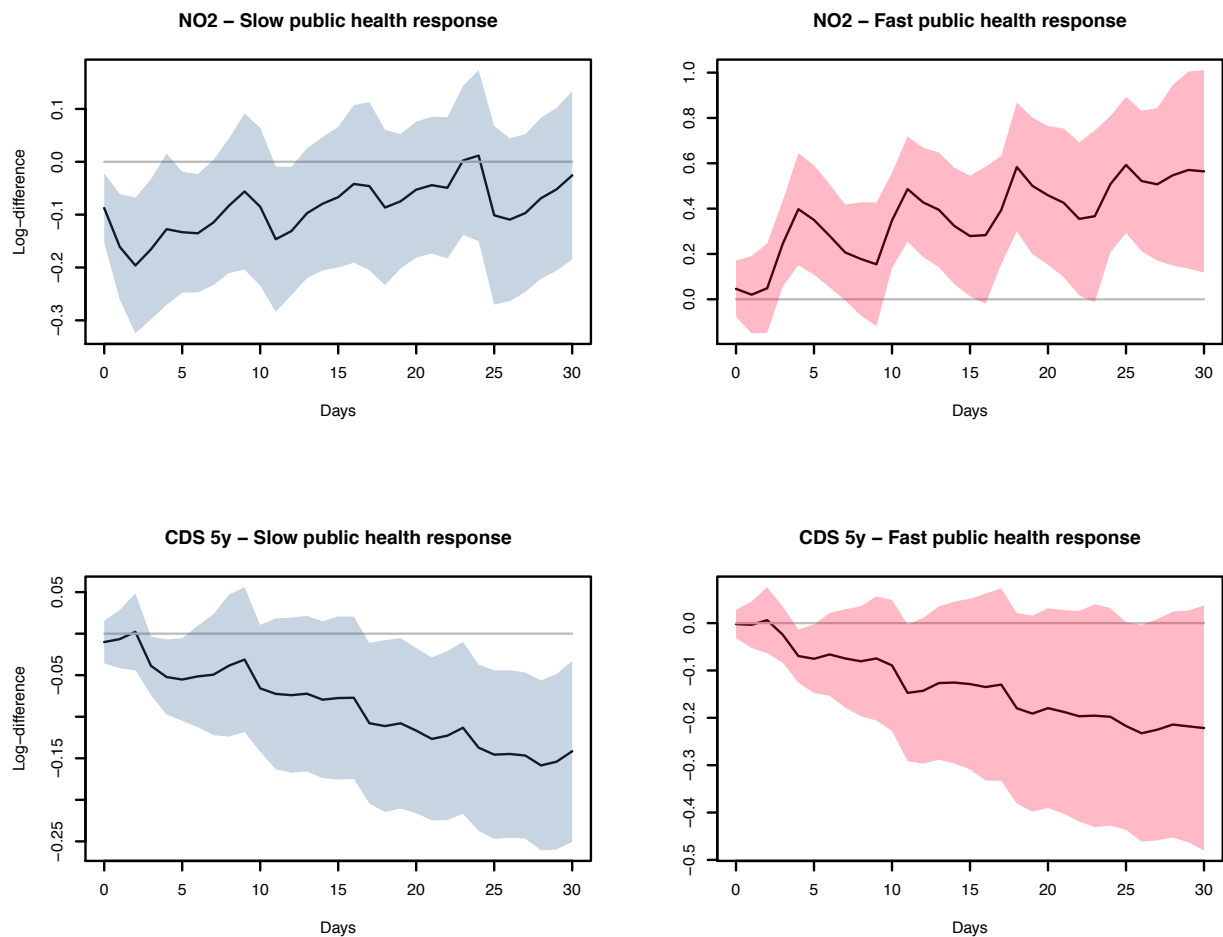 NO2 – Slow public health response
NO2 – Fast public health response
Log−difference
0.1
0.0
−0.1
−0.2
−0.3
0 5 10 15 20 25 30
Days
1.0
0.8
0.6
0.4
0.2
0.0
0 5 10 15 20 25 30
Days
CDS 5y – Slow public health response
CDS 5y – Fast public health response
Log−difference
0.05
−0.05
−0.15
−0.25
0 5 10 15 20 25 30
Days
0.0
−0.1
−0.2
−0.3
−0.4
−0.5
0 5 10 15 20 25 30
Days